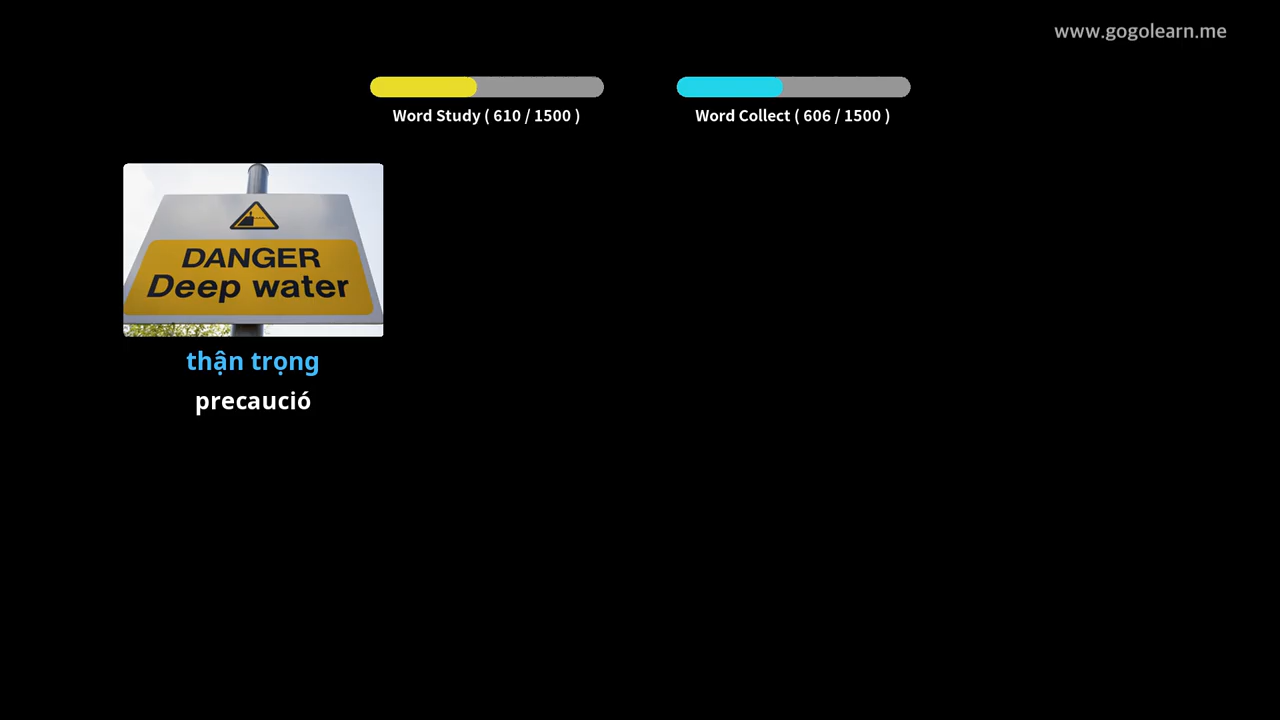 www.gogolearn.me
Word Study ( 610 / 1500 )
Word Collect ( 606 / 1500 )
DANGER
Deep water
thận trọng
precaució